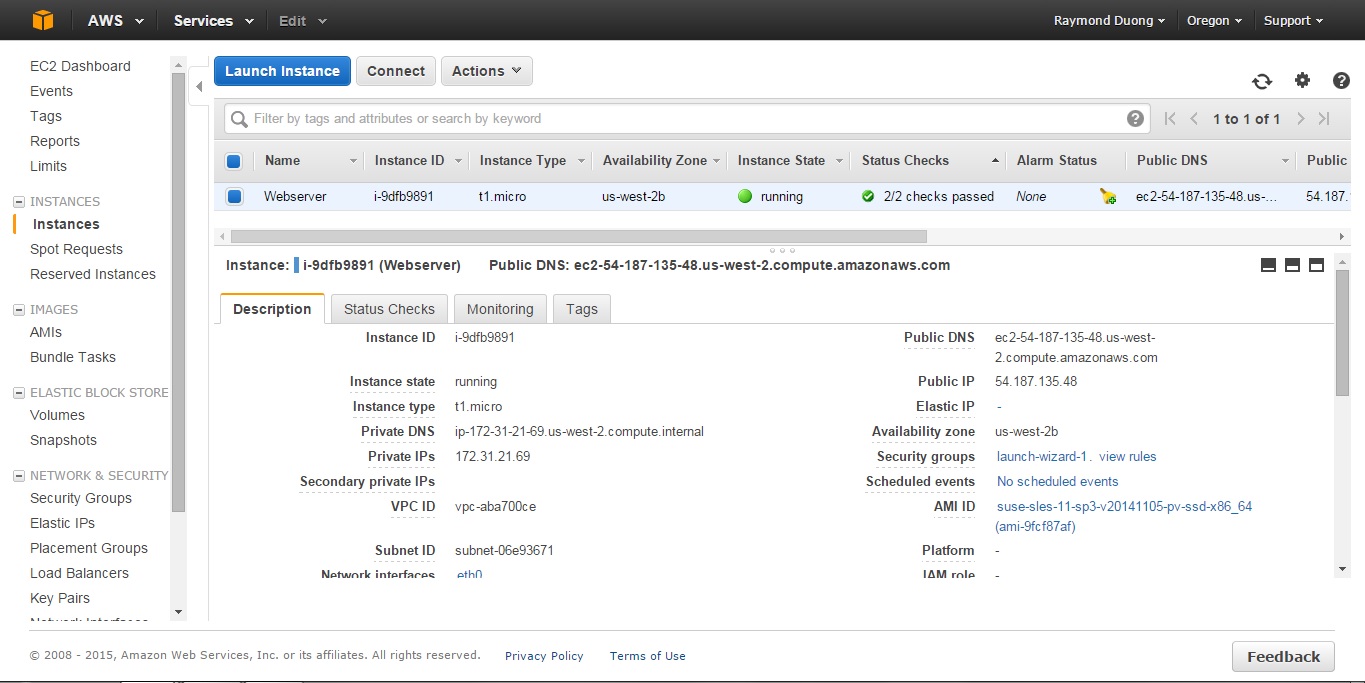 AWS Services Edit Raymond Duong Oregon Support
EC2 Dashboard
Events
Tags
Reports
Limits
INSTANCES
Instances
Spot Requests
Reserved Instances
IMAGES
AMIs
Bundle Tasks
ELASTIC BLOCK STORE
Volumes
Snapshots
NETWORK & SECURITY
Security Groups
Elastic IPs
Placement Groups
Load Balancers
Key Pairs
Network Interfaces
Launch Instance Connect Actions
Filter by tags and attributes or search by keyword 1 to 1 of 1
Name Instance ID Instance Type Availability Zone Instance State Status Checks Alarm Status Public DNS Public
Webserver i-9dfb9891 t1.micro us-west-2b running 2/2 checks passed None ec2-54-187-135-48.us-... 54.187.
Instance: i-9dfb9891 (Webserver) Public DNS: ec2-54-187-135-48.us-west-2.compute.amazonaws.com
Description Status Checks Monitoring Tags
Instance ID i-9dfb9891 Public DNS ec2-54-187-135-48.us-west-
2.compute.amazonaws.com
Instance state running Public IP 54.187.135.48
Instance type t1.micro Elastic IP -
Private DNS ip-172-31-21-69.us-west-2.compute.internal Availability zone us-west-2b
Private IPs 172.31.21.69 Security groups launch-wizard-1. view rules
Secondary private IPs Scheduled events No scheduled events
VPC ID vpc-aba700ce AMI ID suse-sles-11-sp3-v20141105-pv-ssd-x86_64
(ami-9fcf87af)
Subnet ID subnet-06e93671 Platform -
Network interfaces eth0 IAM role -
© 2008 - 2015, Amazon Web Services, Inc. or its affiliates. All rights reserved. Privacy Policy Terms of Use Feedback